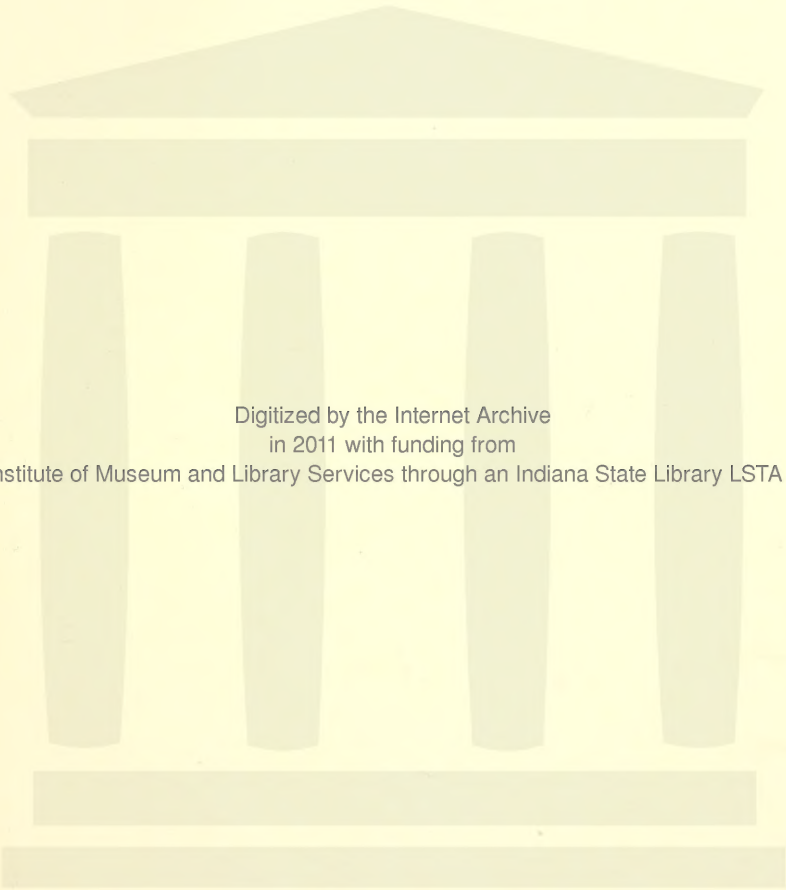 Digitized by the Internet Archive
in 2011 with funding from
nstitute of Museum and Library Services through an Indiana State Library LSTA